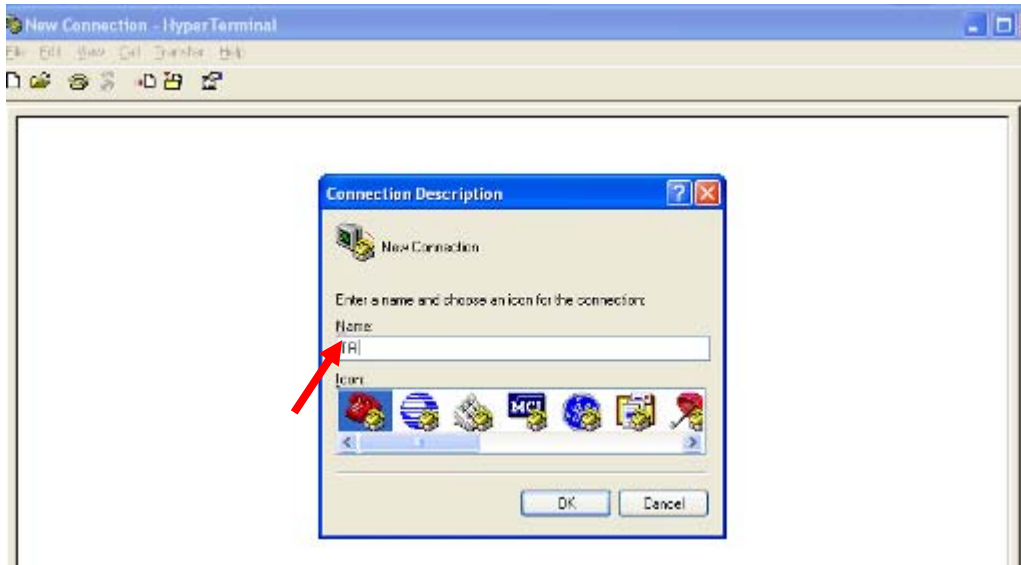 New Connection - HyperTerminal
File Edit View Call Transfer Help
Connection Description
New Connection
Enter a name and choose an icon for the connection:
Name:
Icon:
MCI
OK Cancel